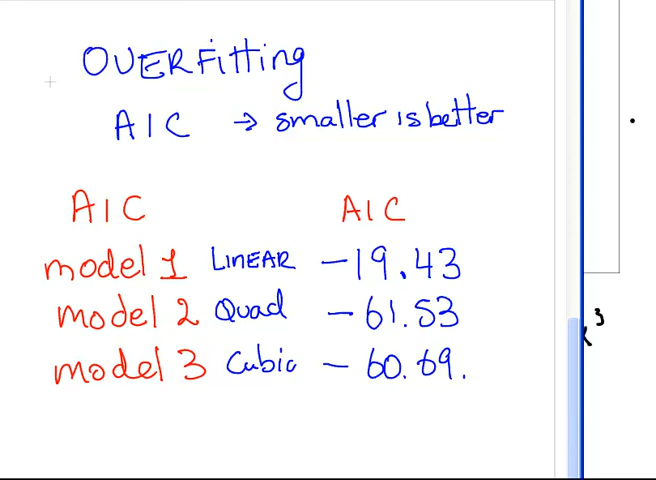 OVERFitting
AIC → smaller is better
AIC AIC
model 1 LINEAR -19.43
model 2 Quad -61.53
model 3 Cubic -60.69.
x³